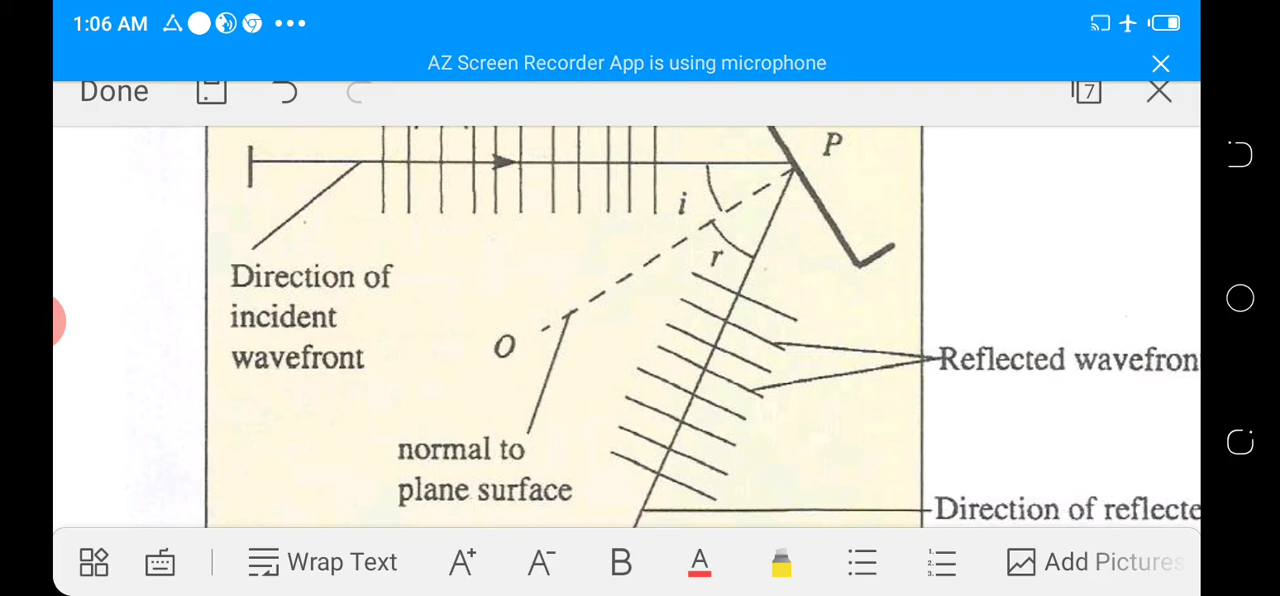 1:06 AM
AZ Screen Recorder App is using microphone
Done
7
P
i
r
Direction of
incident
wavefront
O
Reflected wavefron
normal to
plane surface
Direction of reflecte
Wrap Text
A+
A-
B
A
Add Pictures